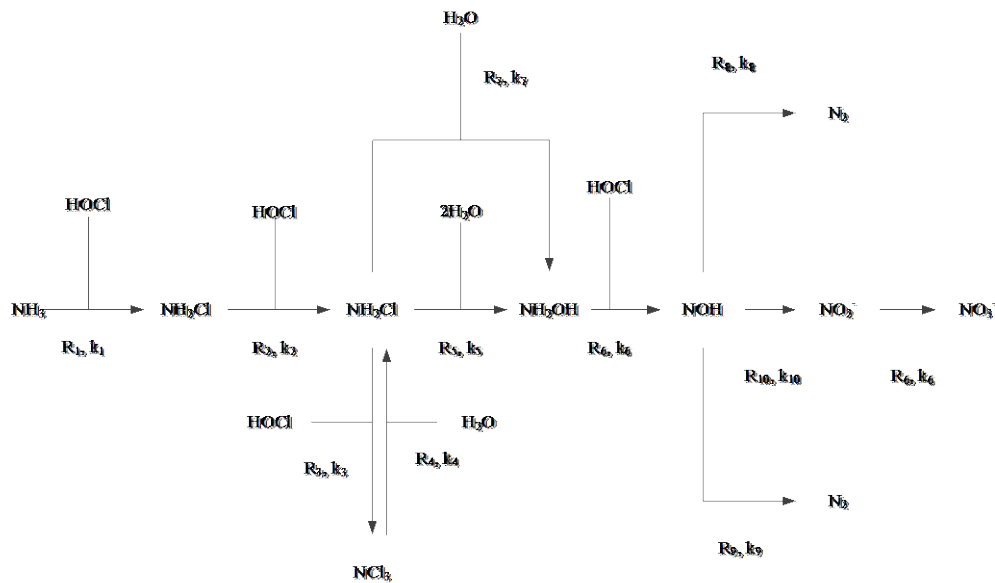 H₂O
R₇, k₇
R₈, k₈
N₂
HOCl
HOCl
2H₂O
HOCl
NH₃
NH₂Cl
NH₂Cl
NH₂OH
NOH
NO₂⁻
NO₃⁻
R₁, k₁
R₂, k₂
R₅, k₅
R₆, k₆
R₁₀, k₁₀
R₆, k₆
HOCl
H₂O
R₃, k₃
R₄, k₄
N₂
R₉, k₉
NCl₃